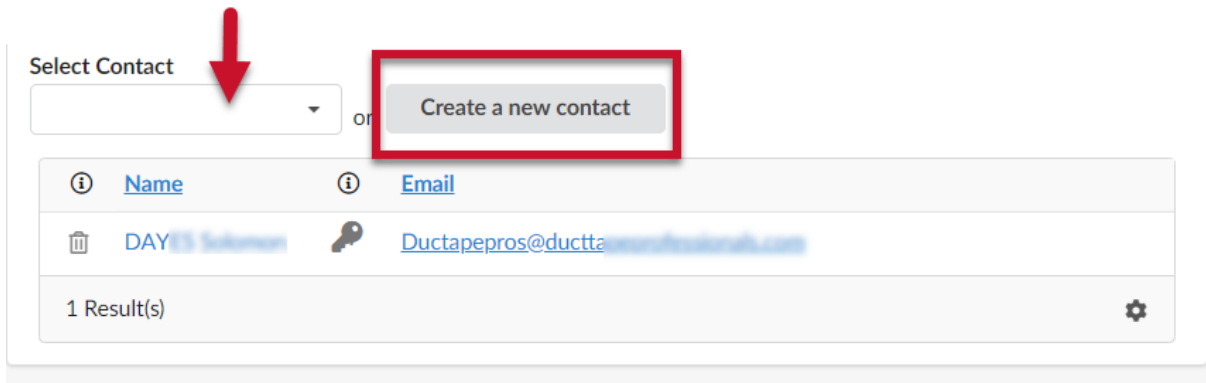 Select Contact
or Create a new contact
Name Email
DAY Ductapepros@ductta
1 Result(s)